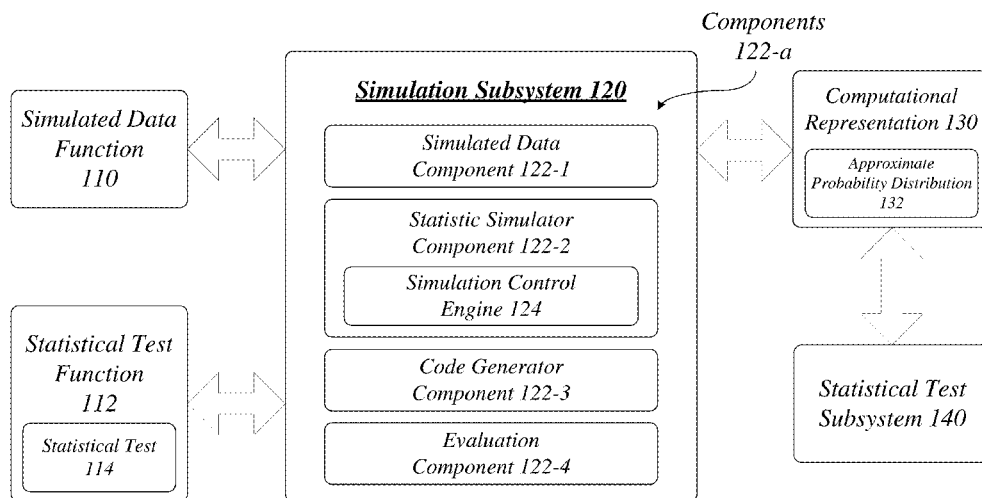 Components
122-a
Simulated Data
Function
110
Statistical Test
Function
112
Statistical Test
114
Simulation Subsystem 120
Simulated Data
Component 122-1
Statistic Simulator
Component 122-2
Simulation Control
Engine 124
Code Generator
Component 122-3
Evaluation
Component 122-4
Computational
Representation 130
Approximate
Probability Distribution
132
Statistical Test
Subsystem 140